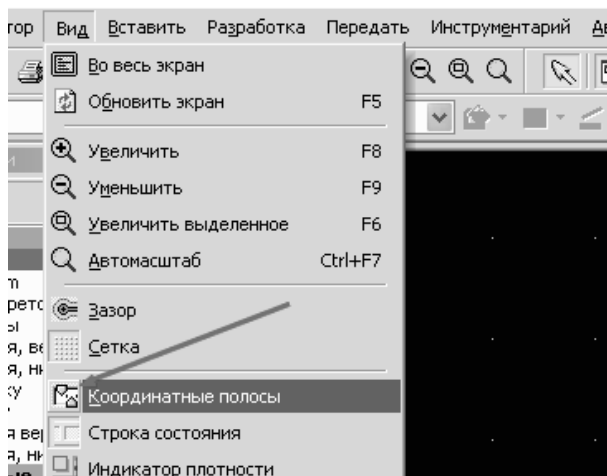 тор Вид Вставить Разработка Передать Инструментарий
Во весь экран
Обновить экран F5
Увеличить F8
Уменьшить F9
Увеличить выделенное F6
Автомасштаб Ctrl+F7
Зазор
Сетка
Координатные полосы
Строка состояния
Индикатор плотности